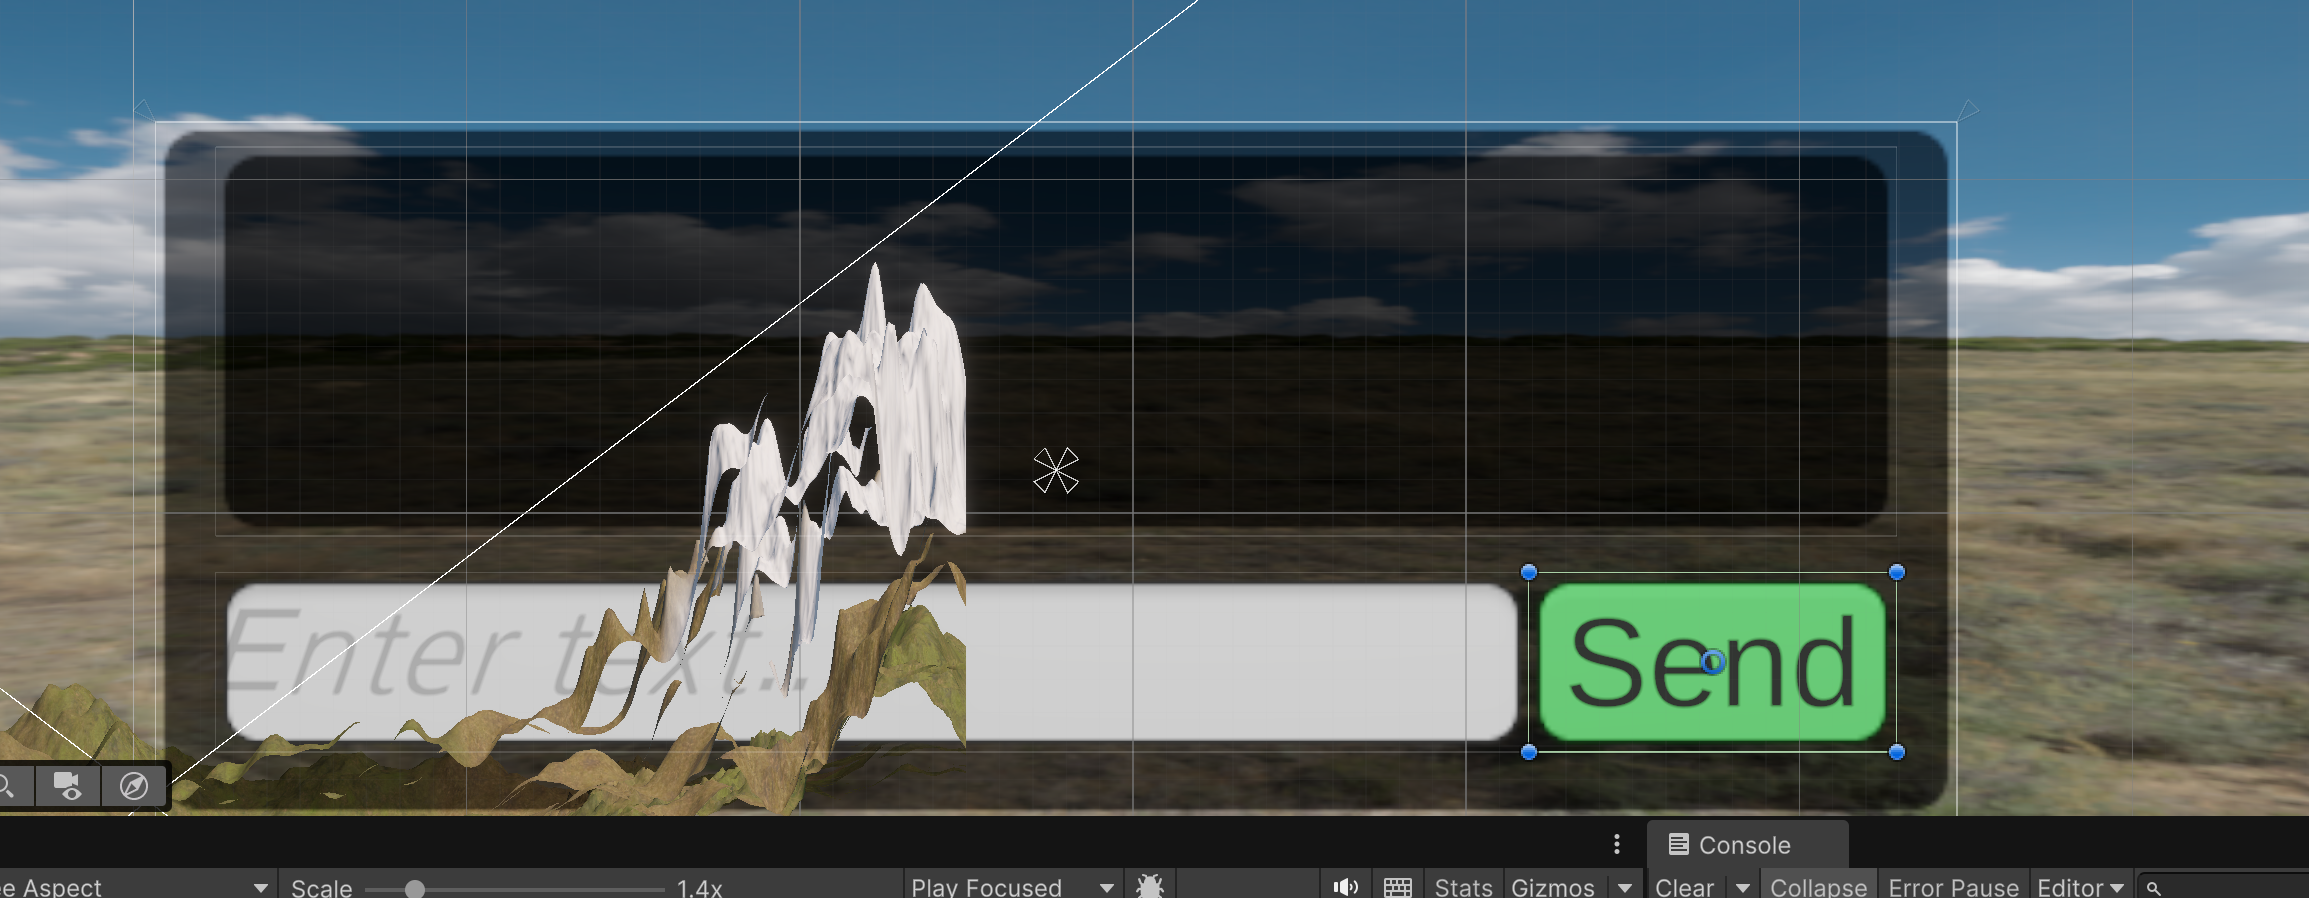 Enter text...
Send
Console
e Aspect
Scale
1.4x
Play Focused
Stats
Gizmos
Clear
Collapse
Error Pause
Editor